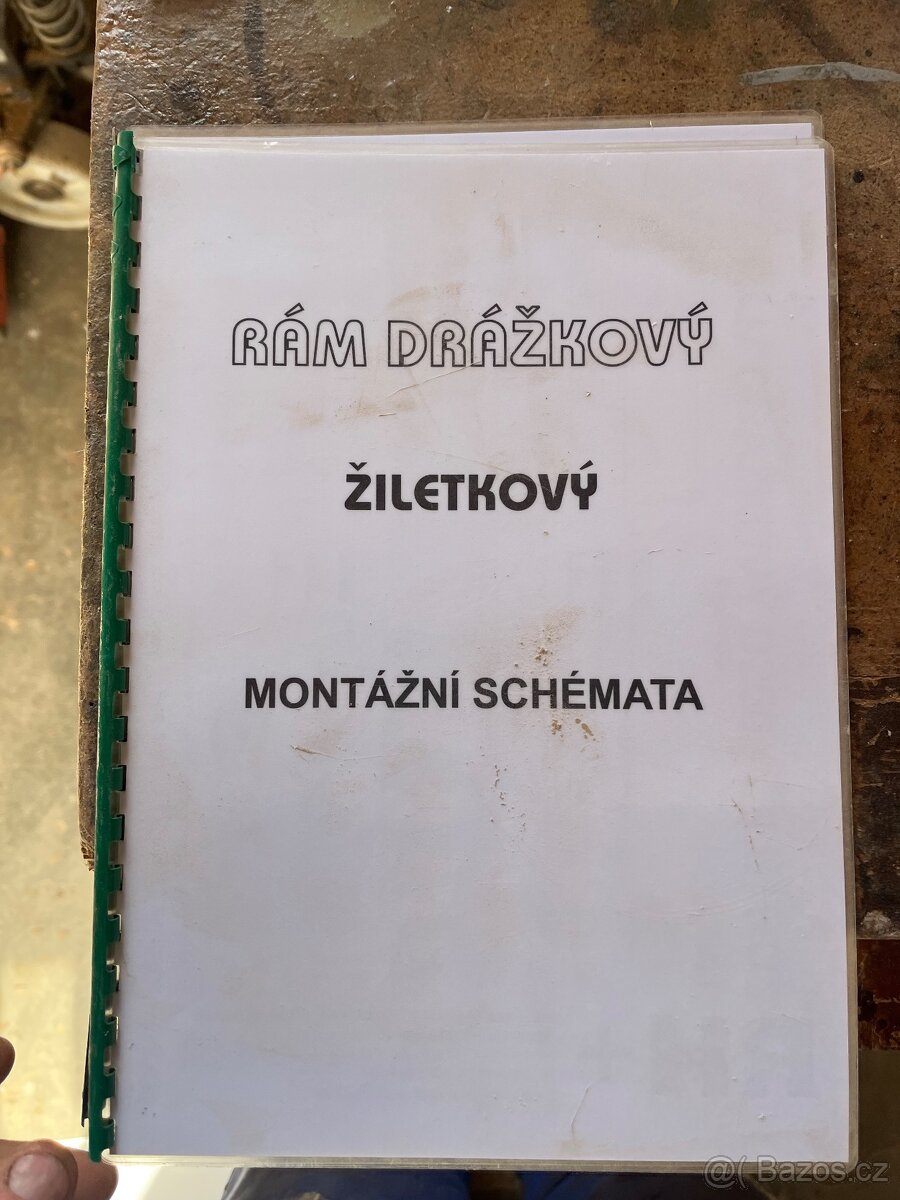 RÁM DRÁŽKOVÝ
ŽILETKOVÝ
MONTÁŽNÍ SCHÉMATA
@( Bazos.cz